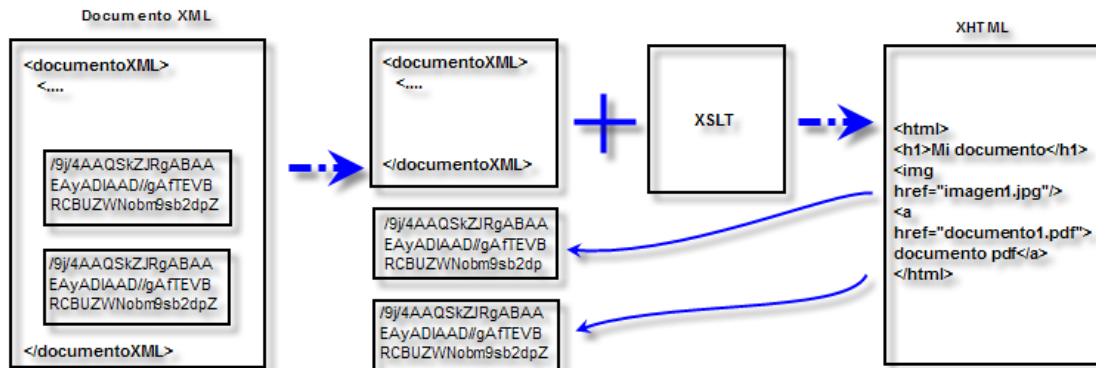 Documento XML
<documentoXML>
<....
/9j/4AAQSkZJRgABAA
EAyADIAAD//gAfTEVB
RCBUZWNobm9sb2dpZ
/9j/4AAQSkZJRgABAA
EAyADIAAD//gAfTEVB
RCBUZWNobm9sb2dpZ
</documentoXML>
<documentoXML>
<....
</documentoXML>
/9j/4AAQSkZJRgABAA
EAyADIAAD//gAfTEVB
RCBUZWNobm9sb2dp
/9j/4AAQSkZJRgABAA
EAyADIAAD//gAfTEVB
RCBUZWNobm9sb2dpZ
XSLT
XHTML
<html>
<h1>Mi documento</h1>
<img
href="imagen1.jpg"/>
<a
href="documento1.pdf">
documento pdf</a>
</html>